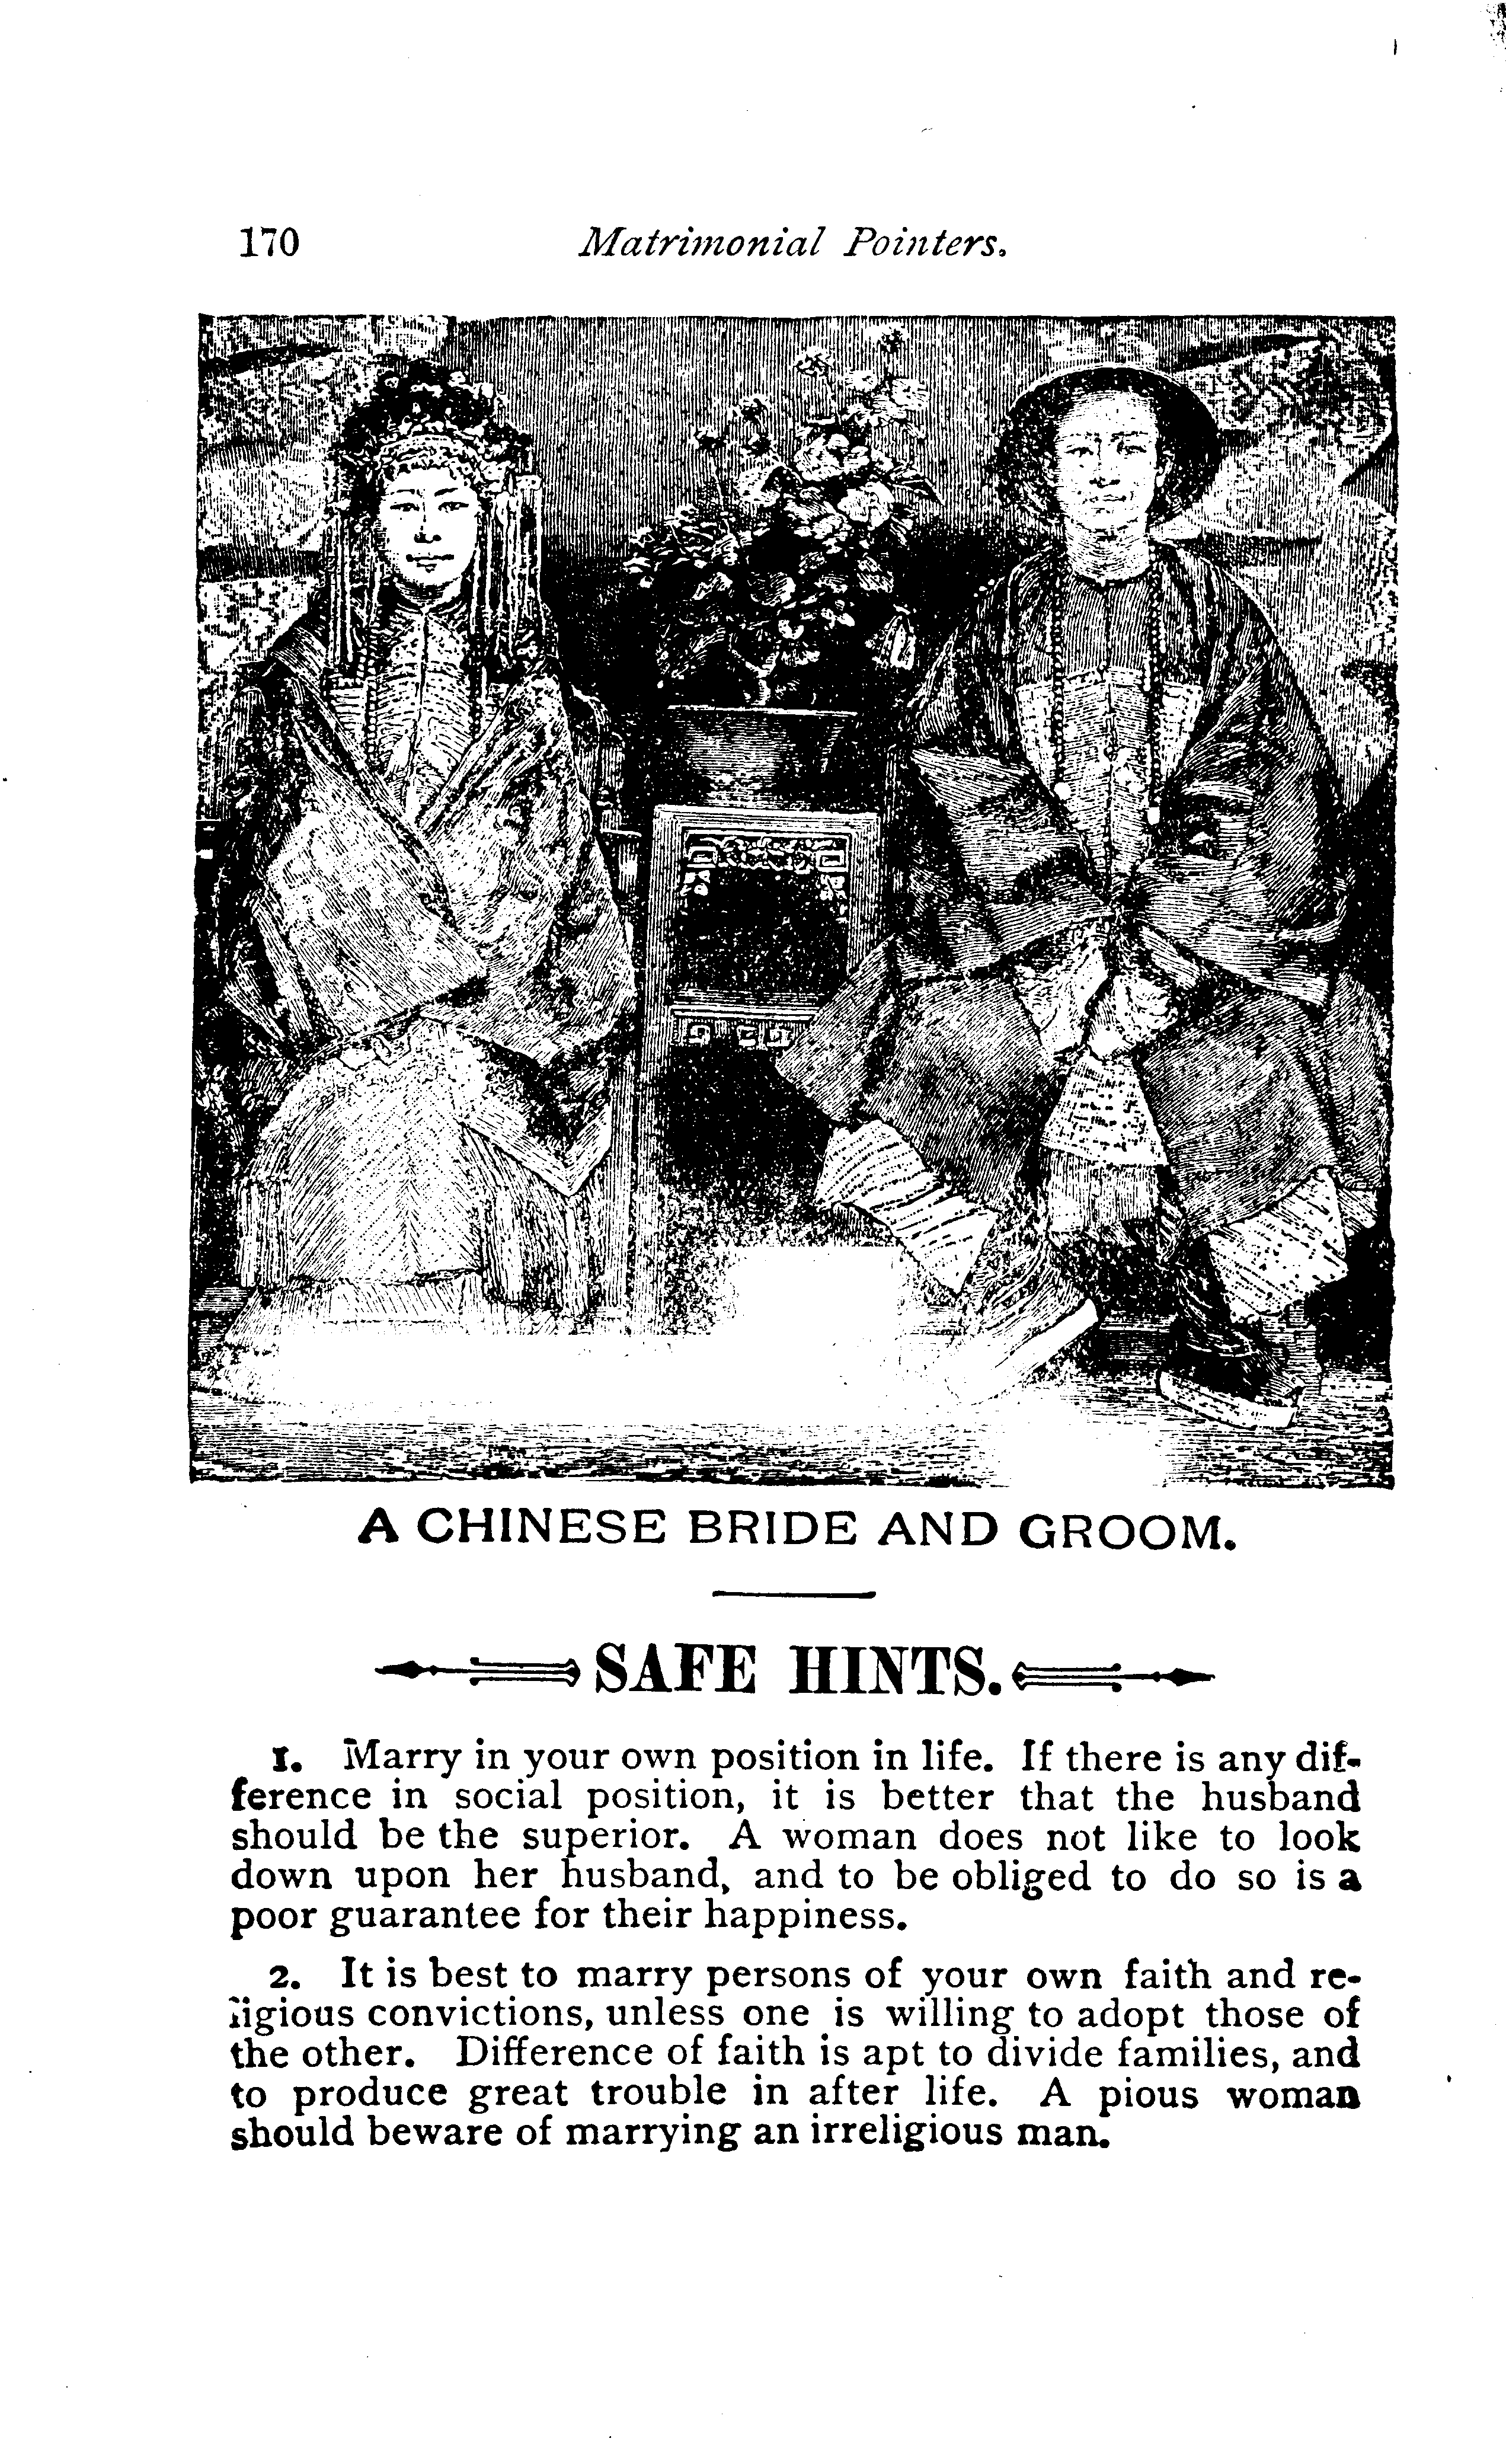 170 Matrimonial Pointers.
A CHINESE BRIDE AND GROOM.
SAFE HINTS.
1. Marry in your own position in life. If there is any dif-
ference in social position, it is better that the husband
should be the superior. A woman does not like to look
down upon her husband, and to be obliged to do so is a
poor guarantee for their happiness.
2. It is best to marry persons of your own faith and re-
ligious convictions, unless one is willing to adopt those of
the other. Difference of faith is apt to divide families, and
to produce great trouble in after life. A pious woman
should beware of marrying an irreligious man.